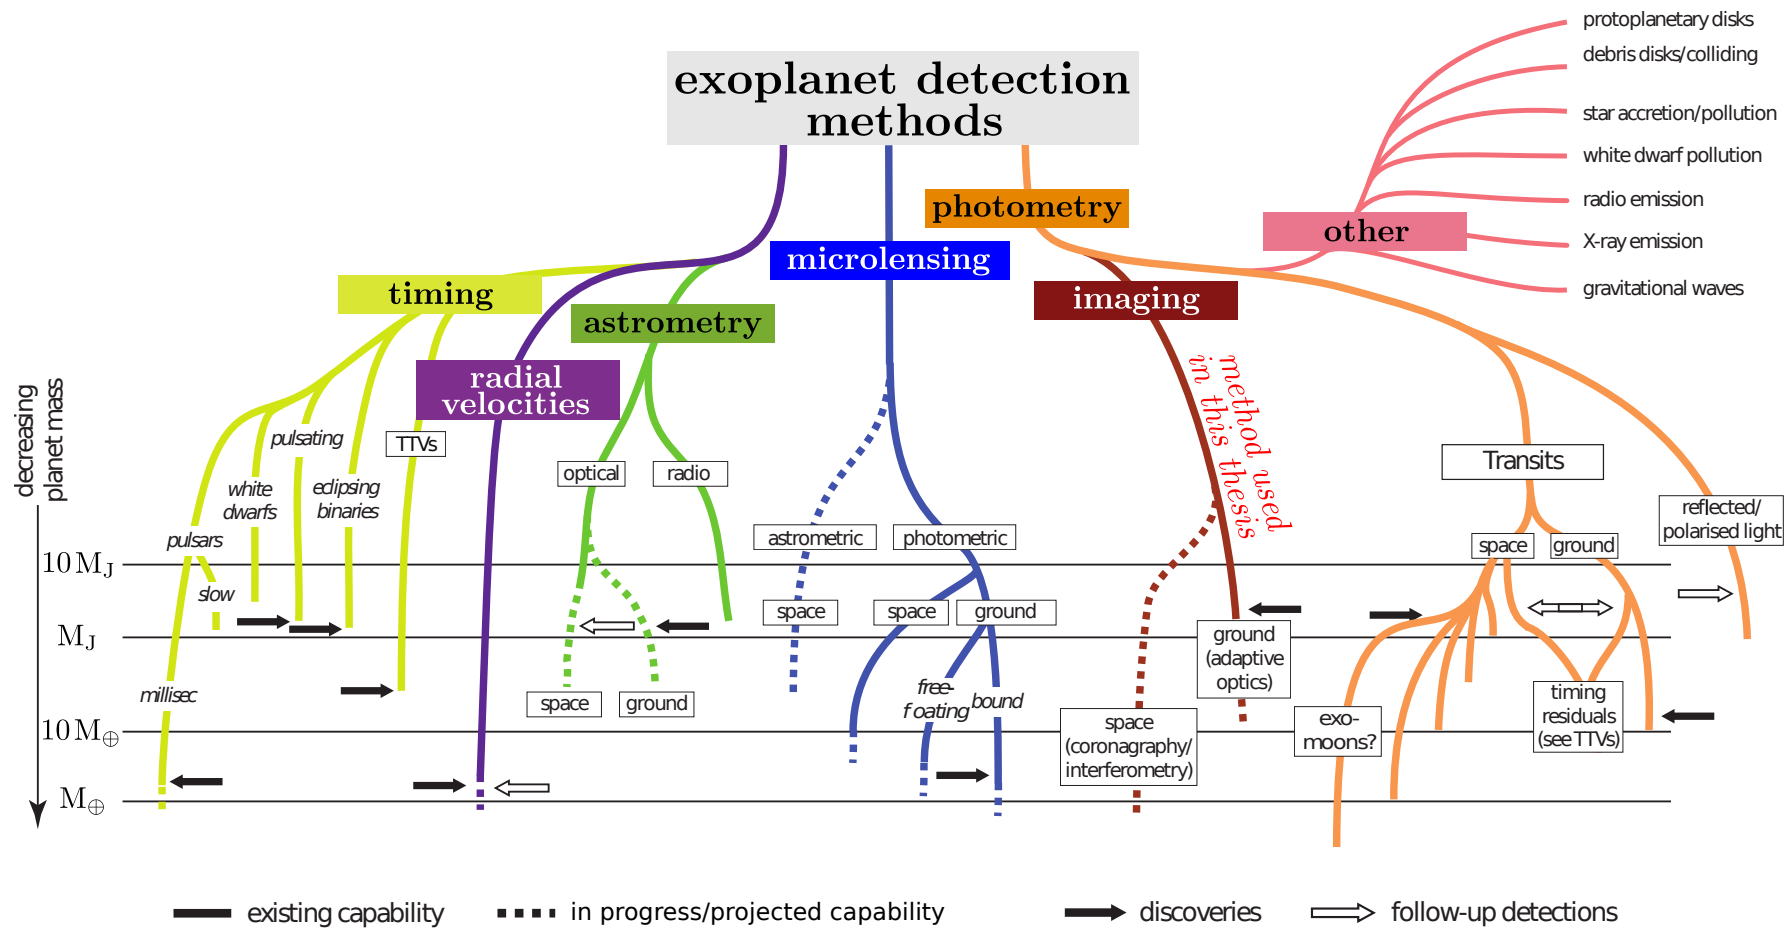 exoplanet detection
methods
protoplanetary disks
debris disks/colliding
star accretion/pollution
white dwarf pollution
radio emission
X-ray emission
gravitational waves
photometry
other
microlensing
timing
imaging
astrometry
radial
velocities
method used
in this thesis
decreasing
planet mass
pulsating
TTVs
white
dwarfs
eclipsing
binaries
pulsars
slow
millisec
optical
radio
space
ground
astrometric
photometric
space
space
ground
free-
f oating
bound
ground
(adaptive
optics)
space
(coronagraphy/
interferometry)
Transits
reflected/
polarised light
space
ground
exo-
moons?
timing
residuals
(see TTVs)
10 MJ
MJ
10 M⊕
M⊕
existing capability
in progress/projected capability
discoveries
follow-up detections